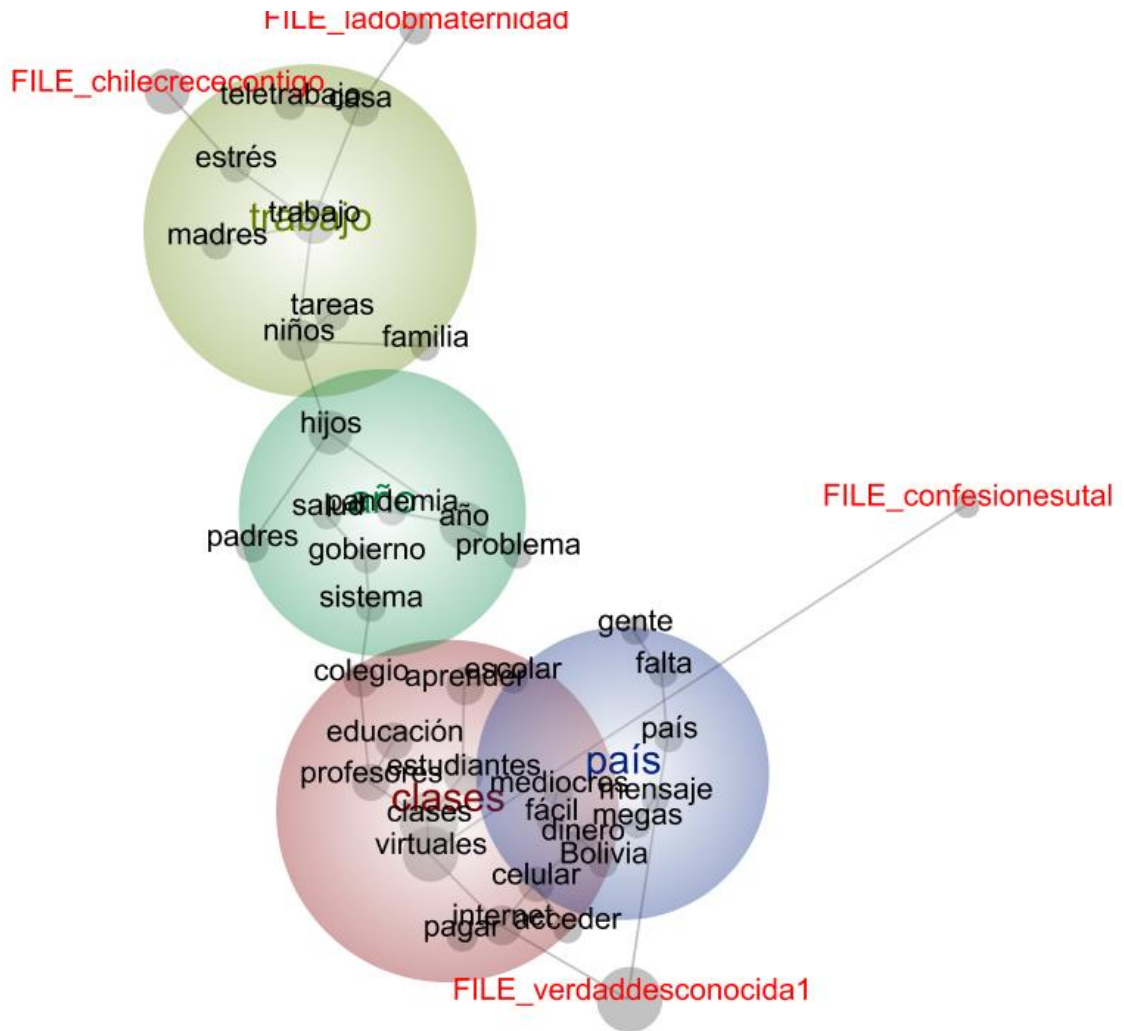 FILE_ladobmaternidad
FILE_chilecrececontigo
teletrabajo
casa
estrés
trabajo
trabajo
madres
tareas
niños
familia
hijos
pandemia
año
salud
año
padres
gobierno
problema
sistema
FILE_confesionesutal
gente
colegio
aprender
escolar
falta
educación
país
estudiantes
país
profesores
mediocres
mensaje
clases
clases
fácil
megas
virtuales
dinero
Bolivia
celular
internet
acceder
pagar
FILE_verdaddesconocida1